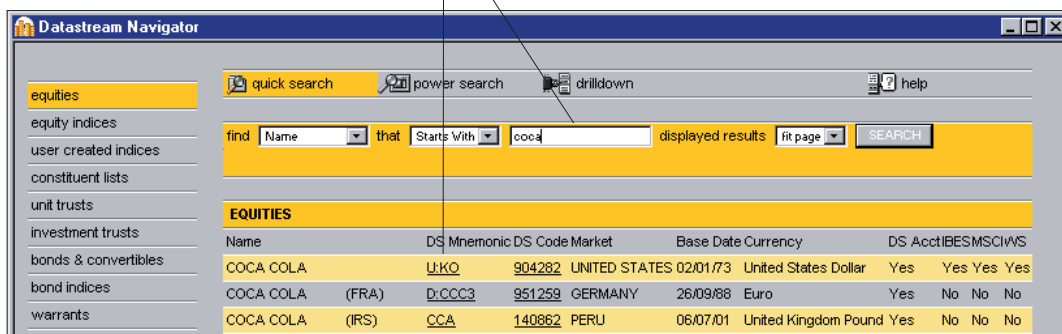 Datastream Navigator
quick search power search drilldown help
equities
equity indices
user created indices
constituent lists
unit trusts
investment trusts
bonds & convertibles
bond indices
warrants
find Name that Starts With coca displayed results fit page SEARCH
EQUITIES
Name DS Mnemonic DS Code Market Base Date Currency DS Acct IBES MSCI WS
COCA COLA U:KO 904282 UNITED STATES 02/01/73 United States Dollar Yes Yes Yes Yes
COCA COLA (FRA) D:CCC3 951259 GERMANY 26/09/88 Euro Yes No No No
COCA COLA (IRS) CCA 140862 PERU 06/07/01 United Kingdom Pound Yes No No No